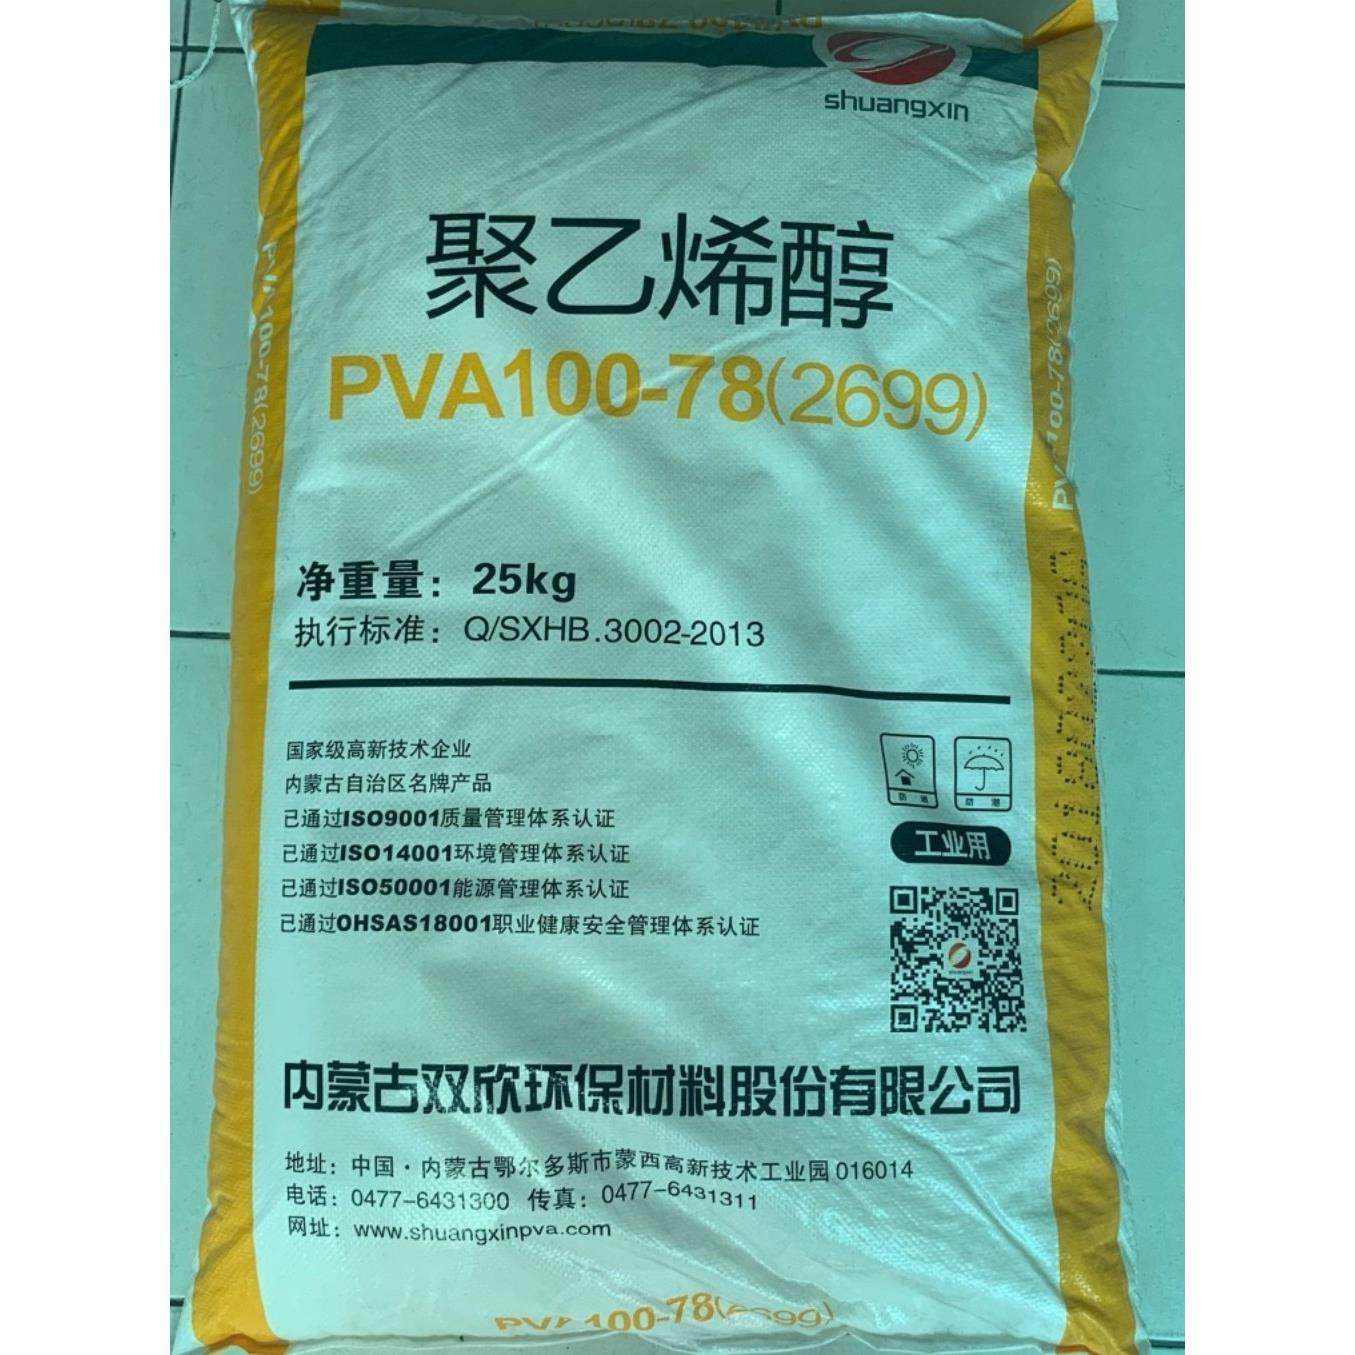 shuangxin
聚乙烯醇
PVA100-78(2699)
PVA100-78(2699)
PVA100-78(2699)
净重量：25kg
执行标准：Q/SXHB.3002-2013
国家级高新技术企业
内蒙古自治区名牌产品
已通过ISO9001质量管理体系认证
已通过ISO14001环境管理体系认证
已通过ISO50001能源管理体系认证
已通过OHSAS18001职业健康安全管理体系认证
防晒
防潮
工业用
内蒙古双欣环保材料股份有限公司
地址：中国·内蒙古鄂尔多斯市蒙西高新技术工业园 016014
电话：0477-6431300 传真：0477-6431311
网址：www.shuangxinpva.com
PVA100-78(2699)